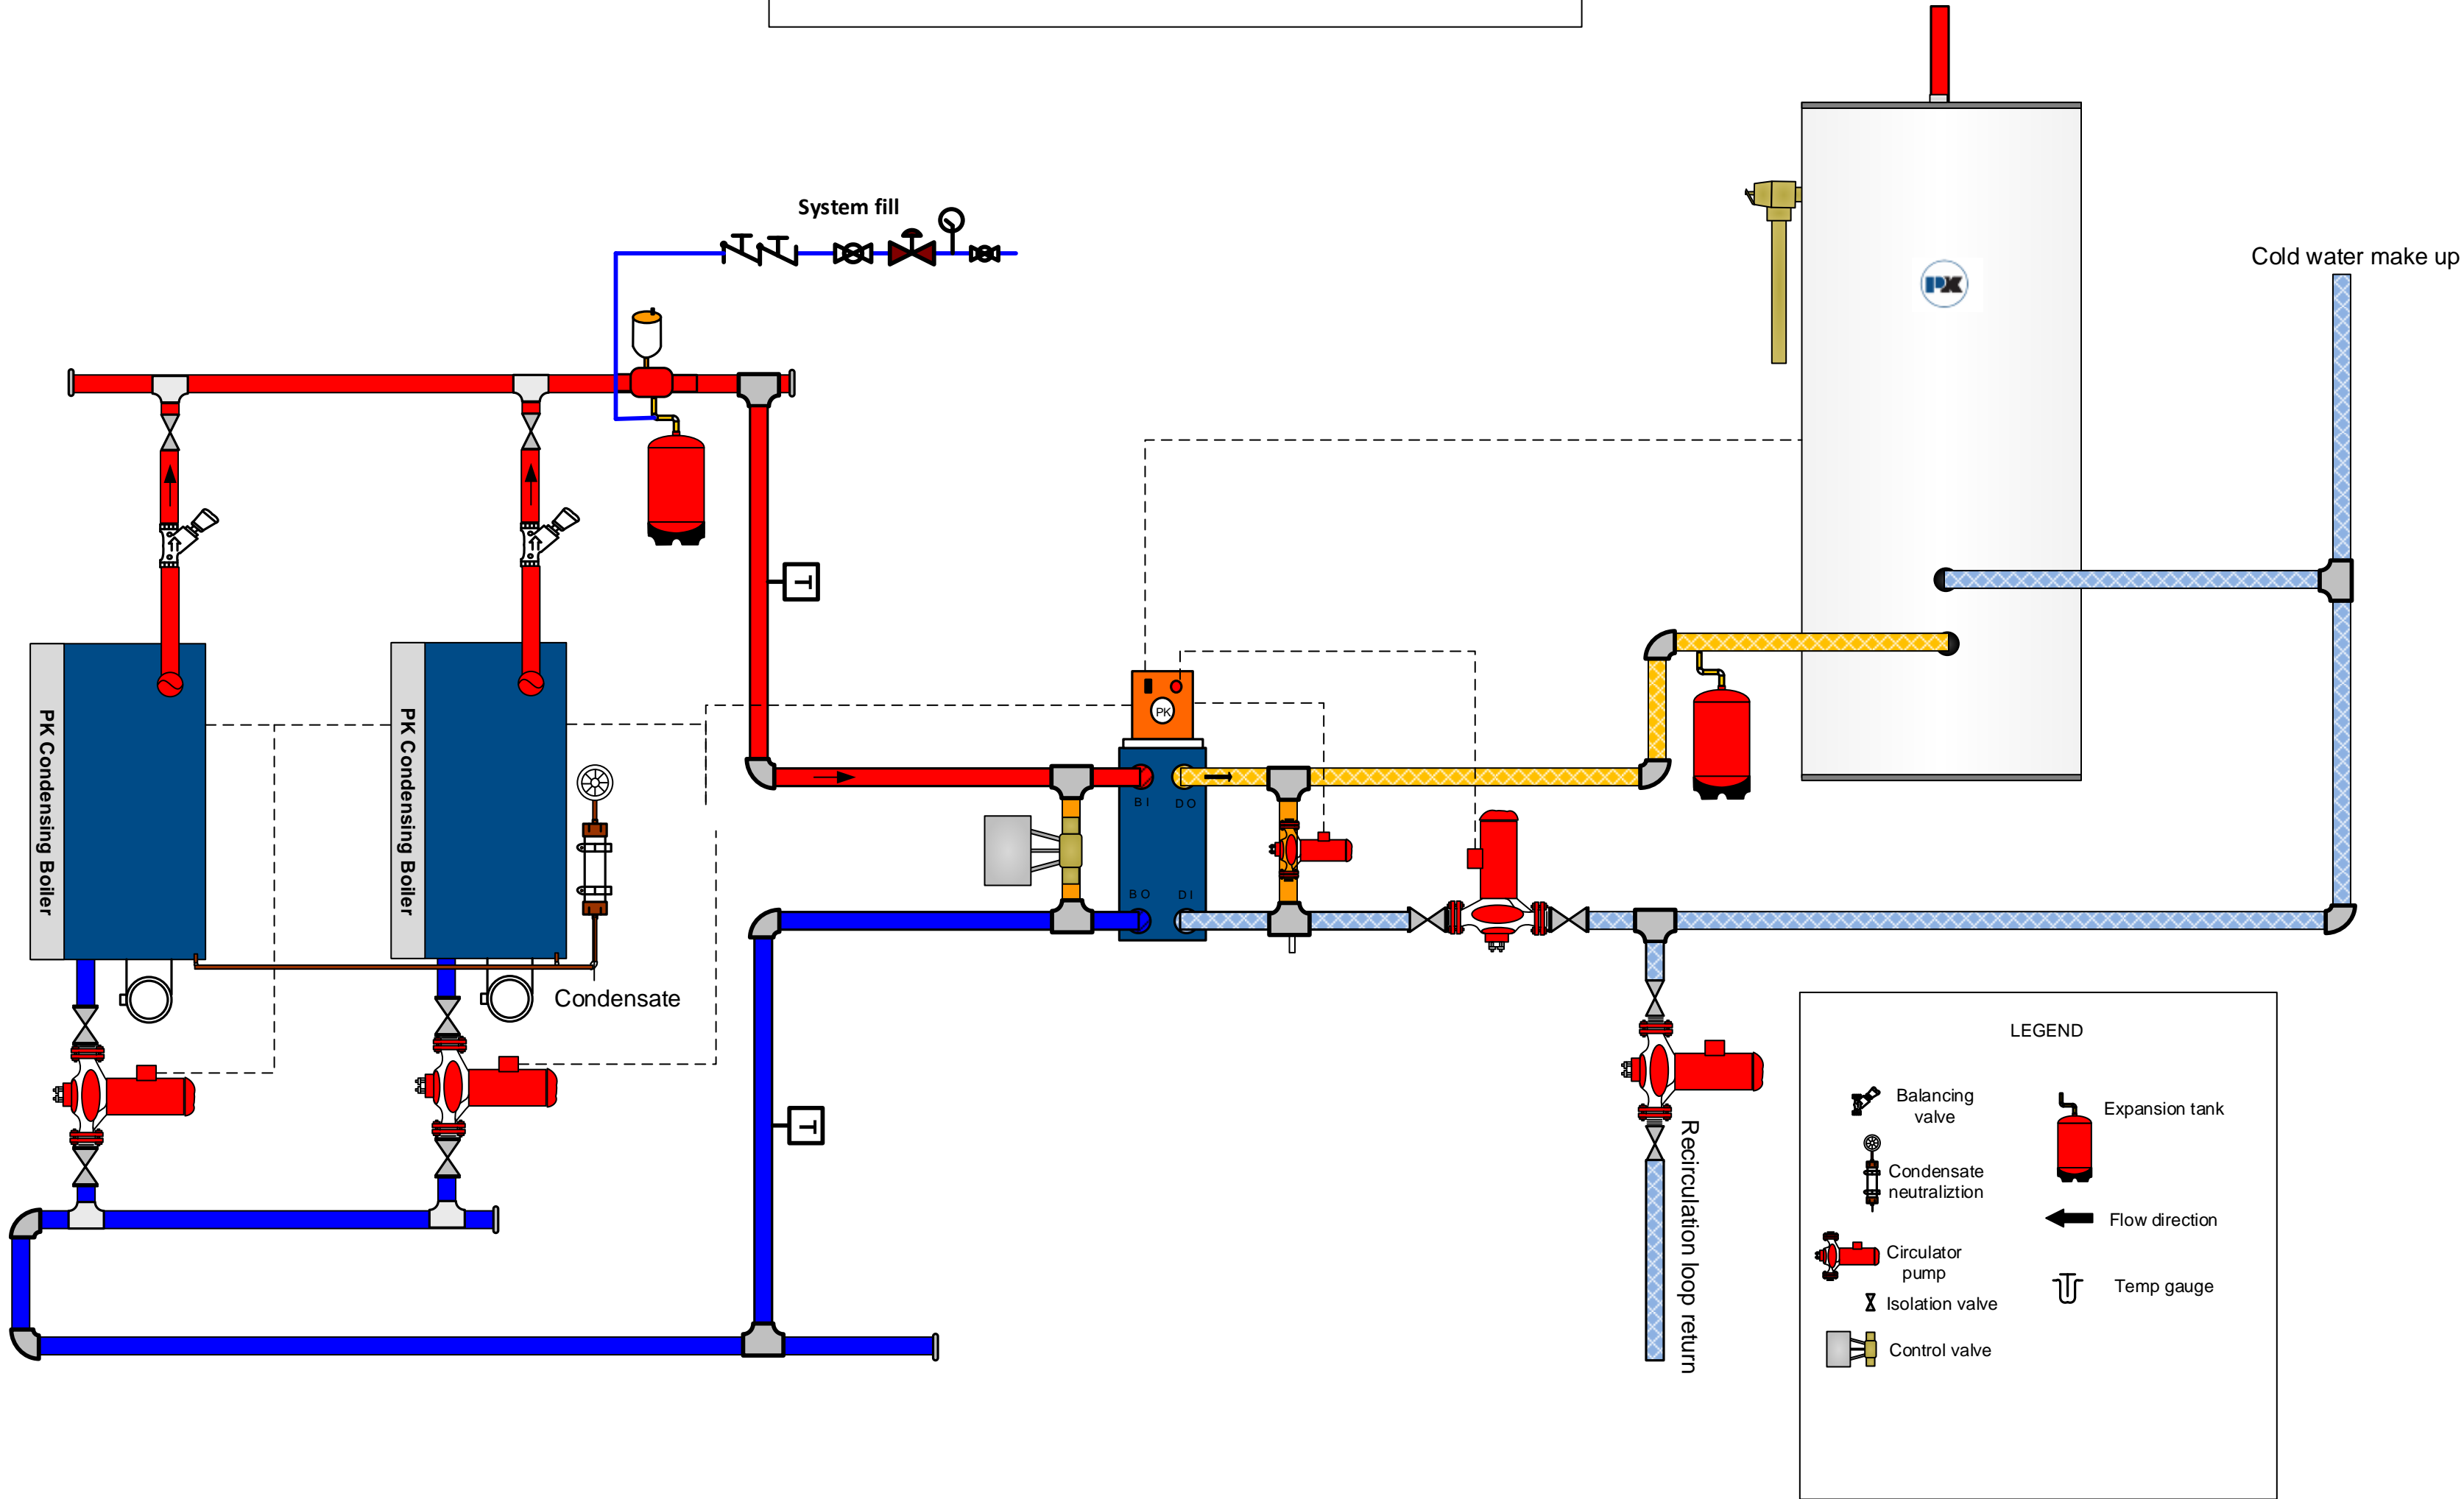 System fill
PK
Cold water make up
T
PK Condensing Boiler
PK Condensing Boiler
PK
BI
DO
BO
DI
Condensate
T
Recirculation loop return
LEGEND
Balancing
valve
Expansion tank
Condensate
neutraliztion
Flow direction
Circulator
pump
Temp gauge
Isolation valve
Control valve